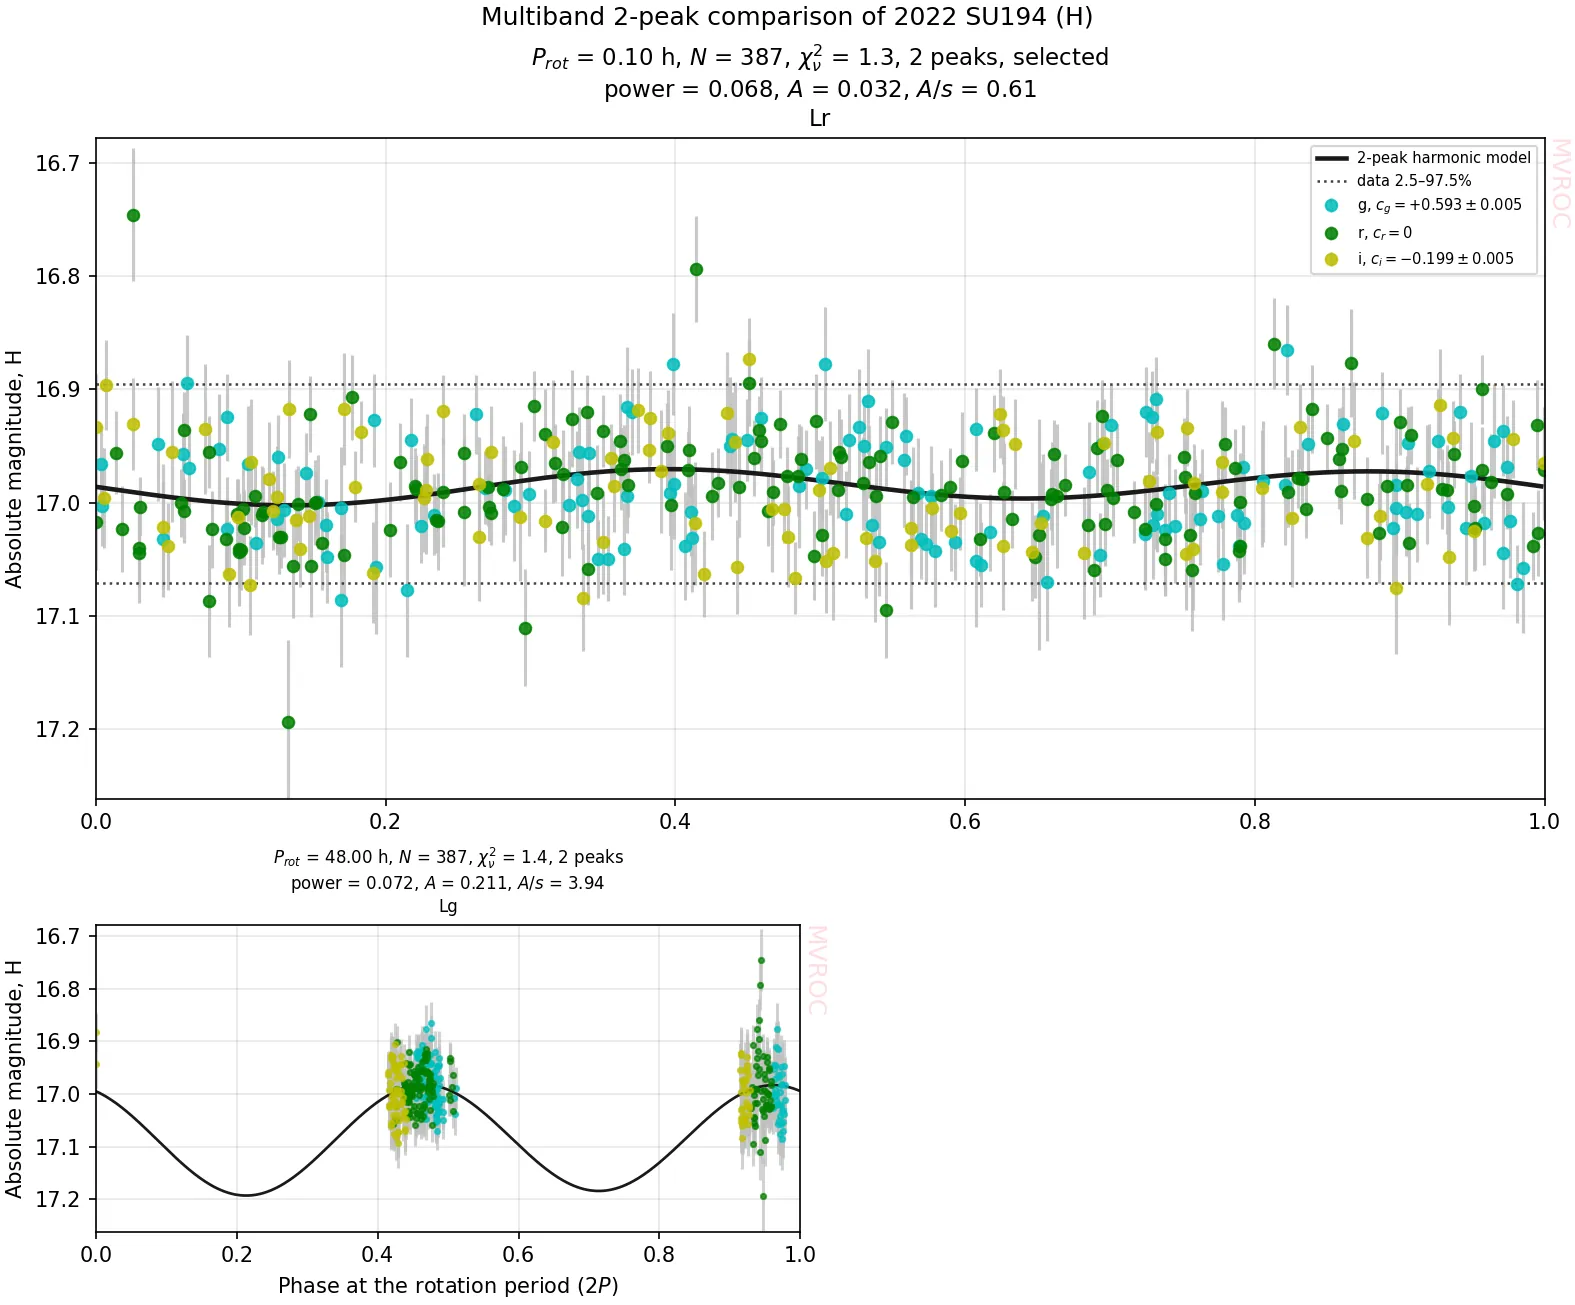 Multiband 2-peak comparison of 2022 SU194 (H)
P_rot = 0.10 h, N = 387, χ²_ν = 1.3, 2 peaks, selected
power = 0.068, A = 0.032, A/s = 0.61
Lr
2-peak harmonic model
data 2.5–97.5%
g, c_g = +0.593 ± 0.005
r, c_r = 0
i, c_i = −0.199 ± 0.005
MVROC
Absolute magnitude, H
16.7
16.8
16.9
17.0
17.1
17.2
0.0 0.2 0.4 0.6 0.8 1.0
P_rot = 48.00 h, N = 387, χ²_ν = 1.4, 2 peaks
power = 0.072, A = 0.211, A/s = 3.94
Lg
MVROC
Absolute magnitude, H
16.7
16.8
16.9
17.0
17.1
17.2
0.0 0.2 0.4 0.6 0.8 1.0
Phase at the rotation period (2P)